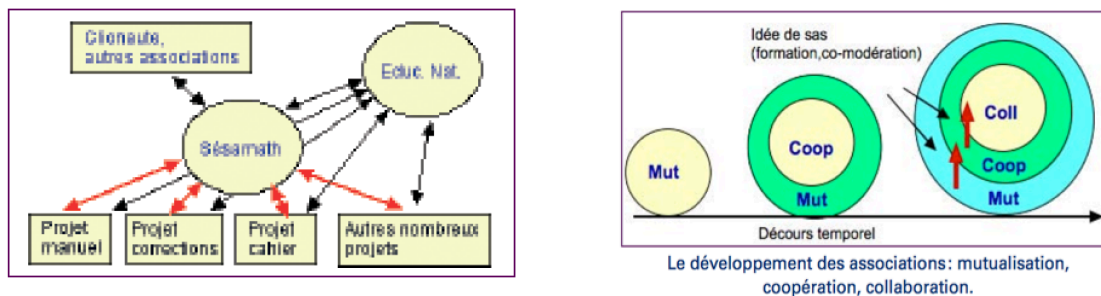 Clionaute,
autres associations
Educ. Nat.
Sésamath
Projet
manuel
Projet
corrections
Projet
cahier
Autres nombreux
projets
Idée de sas
(formation,co-modération)
Mut
Coop
Mut
Coll
Coop
Mut
Décours temporel
Le développement des associations: mutualisation,
coopération, collaboration.